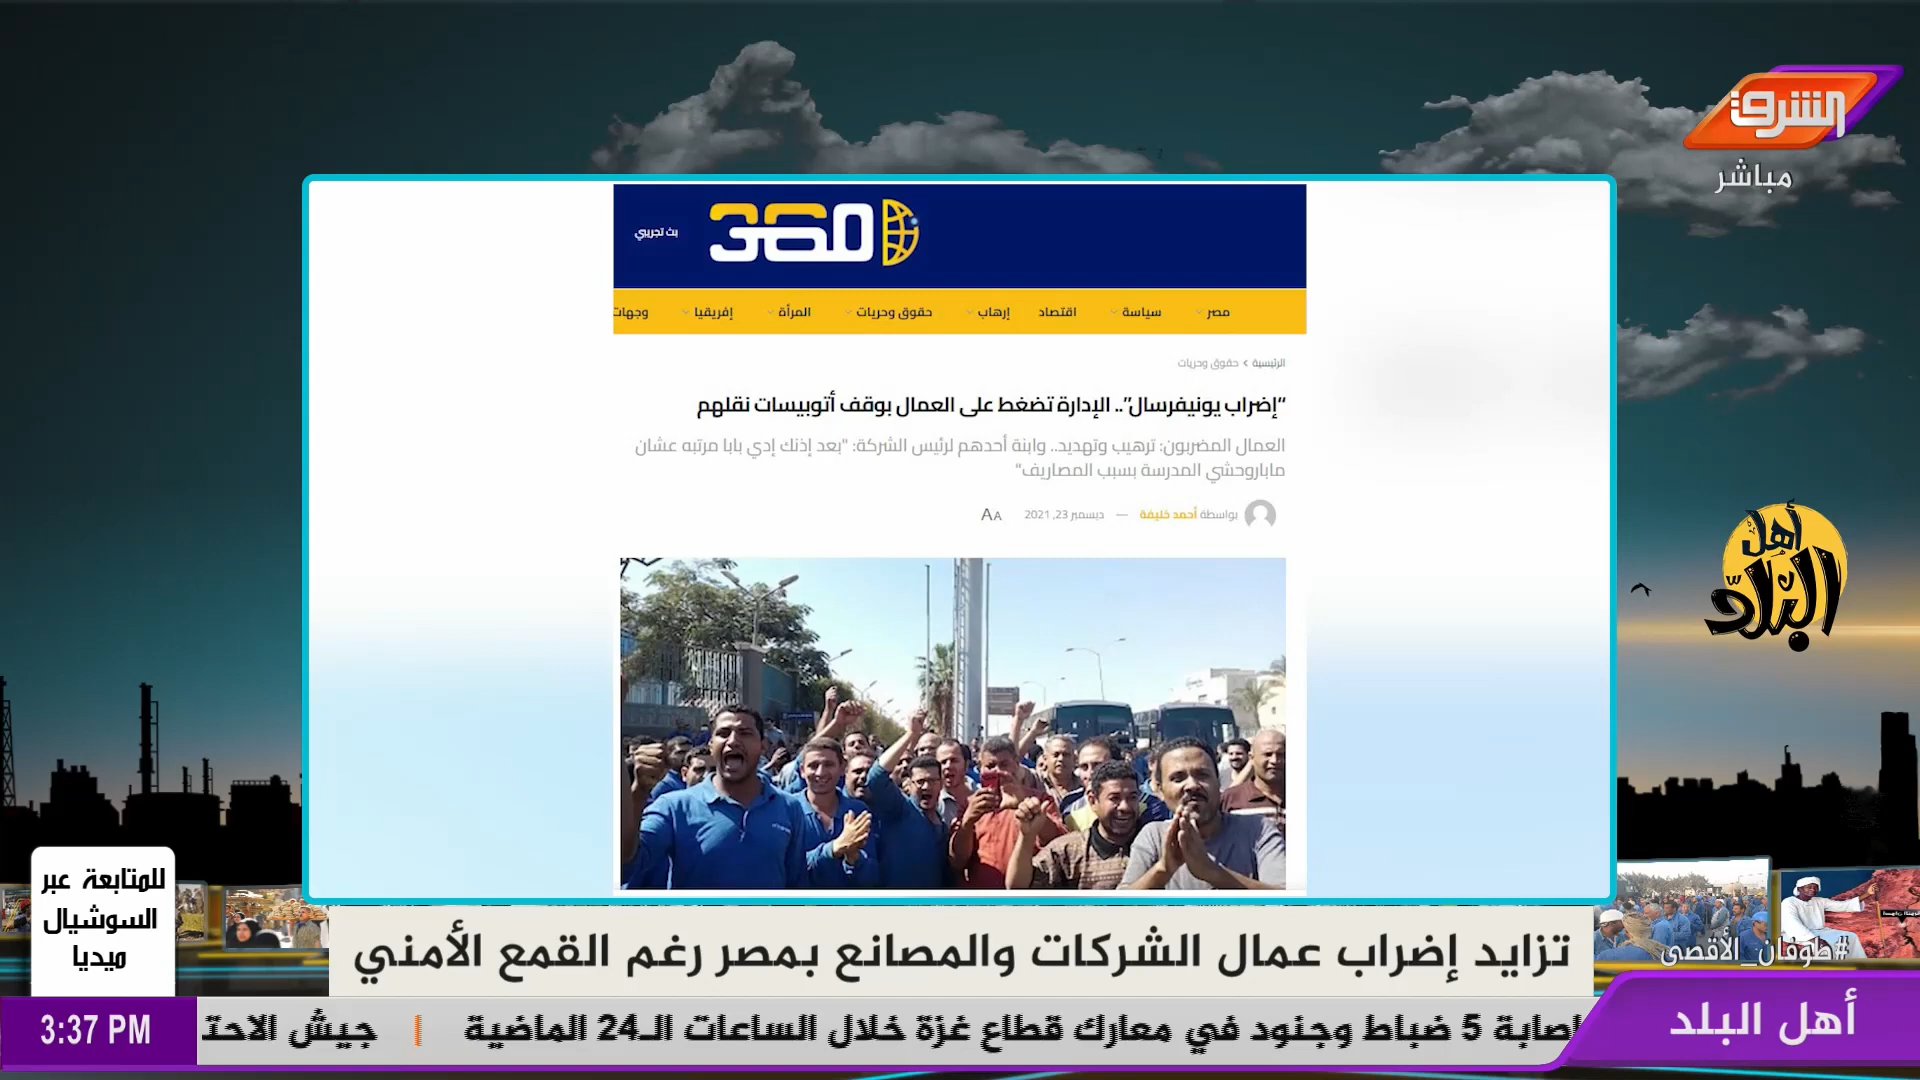 الشرق
مباشر
360
بث تجريبي
مصر
سياسة
اقتصاد
إرهاب
حقوق وحريات
المرأة
إفريقيا
وجهات
الرئيسية > حقوق وحريات
“إضراب يونيفرسال”.. الإدارة تضغط على العمال بوقف أتوبيسات نقلهم
العمال المضربون: ترهيب وتهديد.. وابنة أحدهم لرئيس الشركة: "بعد إذنك إدي بابا مرتبه عشان
ماباروحشي المدرسة بسبب المصاريف"
بواسطة أحمد خليفة — ديسمبر 23, 2021 AA
أهل
البلد
للمتابعة عبر
السوشيال
ميديا
تزايد إضراب عمال الشركات والمصانع بمصر رغم القمع الأمني
#طوفان_الأقصى
أهل البلد
إصابة 5 ضباط وجنود في معارك قطاع غزة خلال الساعات الـ24 الماضية | جيش الاحتـ
3:37 PM